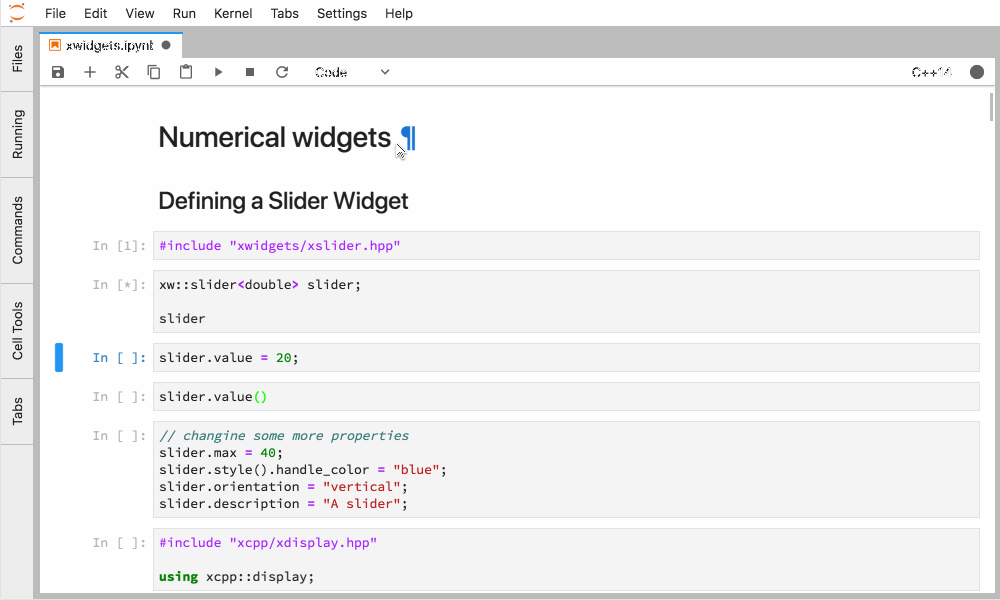 File Edit View Run Kernel Tabs Settings Help
xwidgets.ipynb
Code
C++14
Files
Running
Commands
Cell Tools
Tabs
Numerical widgets ¶
Defining a Slider Widget
In [1]: #include "xwidgets/xslider.hpp"
In [*]: xw::slider<double> slider;
slider
In [ ]: slider.value = 20;
In [ ]: slider.value()
In [ ]: // changine some more properties
slider.max = 40;
slider.style().handle_color = "blue";
slider.orientation = "vertical";
slider.description = "A slider";
In [ ]: #include "xcpp/xdisplay.hpp"
using xcpp::display;